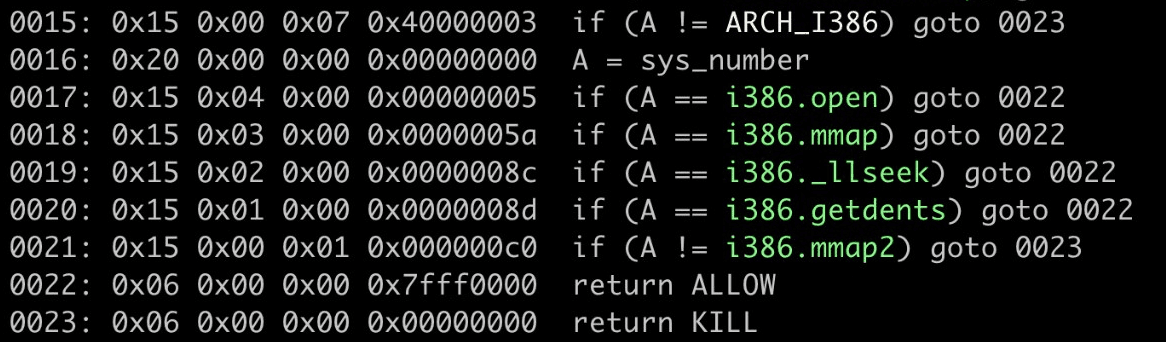 0015: 0x15 0x00 0x07 0x40000003  if (A != ARCH_I386) goto 0023
0016: 0x20 0x00 0x00 0x00000000  A = sys_number
0017: 0x15 0x04 0x00 0x00000005  if (A == i386.open) goto 0022
0018: 0x15 0x03 0x00 0x0000005a  if (A == i386.mmap) goto 0022
0019: 0x15 0x02 0x00 0x0000008c  if (A == i386._llseek) goto 0022
0020: 0x15 0x01 0x00 0x0000008d  if (A == i386.getdents) goto 0022
0021: 0x15 0x00 0x01 0x000000c0  if (A != i386.mmap2) goto 0023
0022: 0x06 0x00 0x00 0x7fff0000  return ALLOW
0023: 0x06 0x00 0x00 0x00000000  return KILL